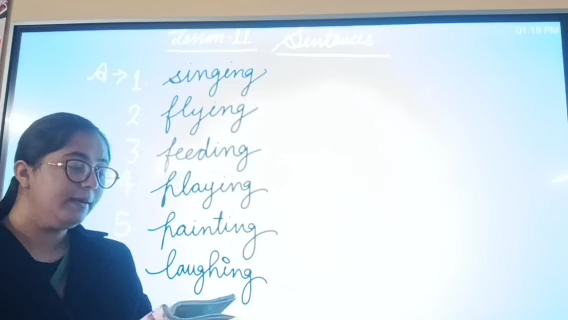 Lesson-11 Sentences
01:18 PM
A → 1. singing
2 flying
3 feeding
4 playing
5 painting
laughing